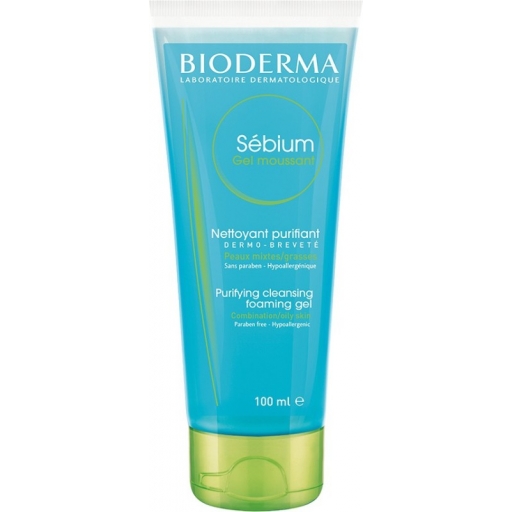 BIODERMA
LABORATOIRE DERMATOLOGIQUE
Sébium
Gel moussant
Nettoyant purifiant
DERMO-BREVETÉ
Peaux mixtes/grasses
Sans paraben - Hypoallergénique
Purifying cleansing
foaming gel
Combination/oily skin
Paraben free - Hypoallergenic
100 ml ℮